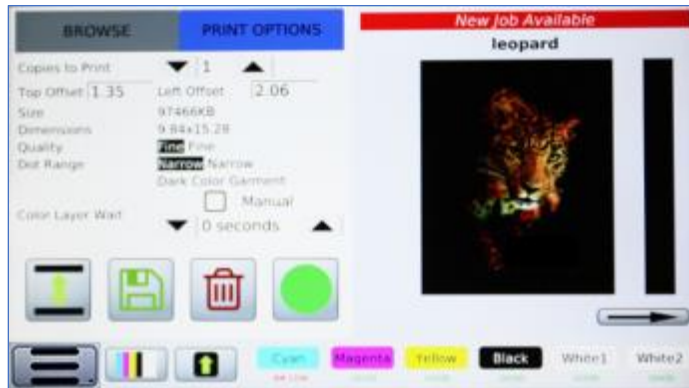 BROWSE
PRINT OPTIONS
Copies to Print 1
Top Offset 1.35 Left Offset 2.06
Size 97466KB
Dimensions 9.84x15.28
Quality Fine Fine
Dot Range Narrow Narrow
Dark Color Garment
Manual
Color Layer Wait 0 seconds
New Job Available
leopard
Cyan Magenta Yellow Black White1 White2